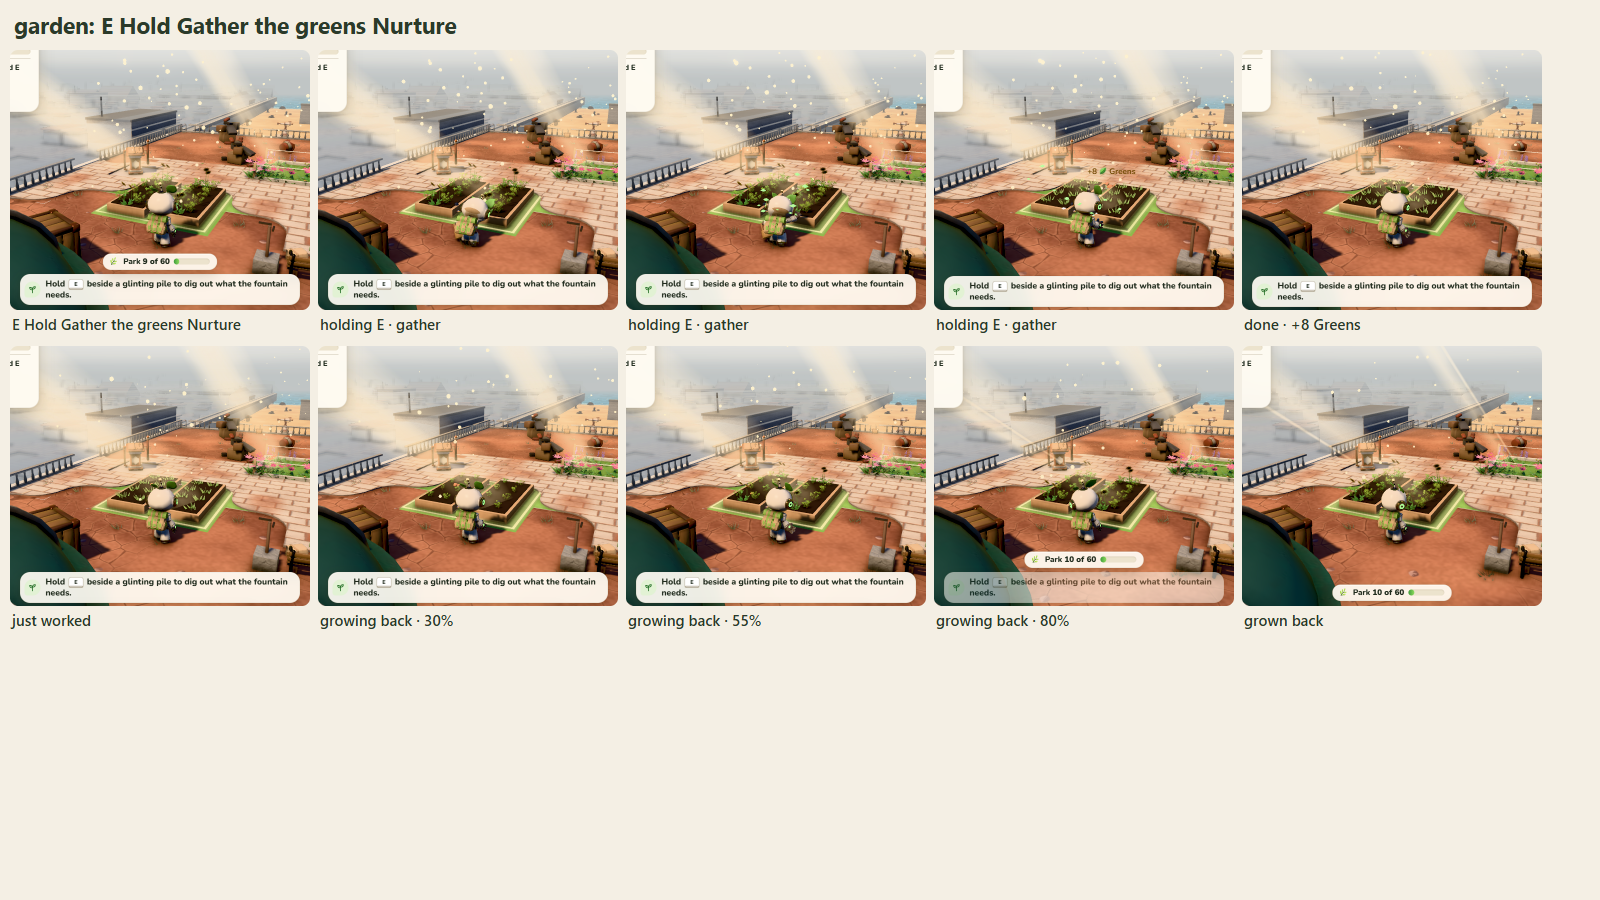 garden: E Hold Gather the greens Nurture
d E
d E
d E
d E
d E
Park 9 of 60
+8 Greens
Hold E beside a glinting pile to dig out what the fountain
needs.
Hold E beside a glinting pile to dig out what the fountain
needs.
Hold E beside a glinting pile to dig out what the fountain
needs.
Hold E beside a glinting pile to dig out what the fountain
needs.
Hold E beside a glinting pile to dig out what the fountain
needs.
E Hold Gather the greens Nurture
holding E · gather
holding E · gather
holding E · gather
done · +8 Greens
d E
d E
d E
d E
d E
Hold E beside a glinting pile to dig out what the fountain
needs.
Hold E beside a glinting pile to dig out what the fountain
needs.
Hold E beside a glinting pile to dig out what the fountain
needs.
Park 10 of 60
Hold E beside a glinting pile to dig out what the fountain
needs.
Park 10 of 60
just worked
growing back · 30%
growing back · 55%
growing back · 80%
grown back